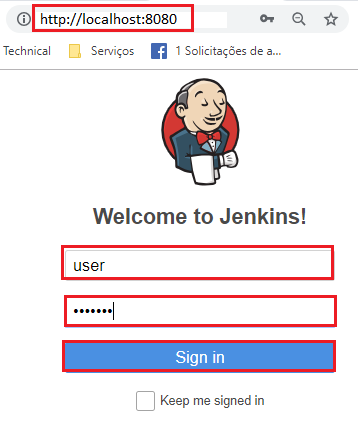 http://localhost:8080
Technical Serviços 1 Solicitações de a...
Welcome to Jenkins!
user
•••••••
Sign in
Keep me signed in